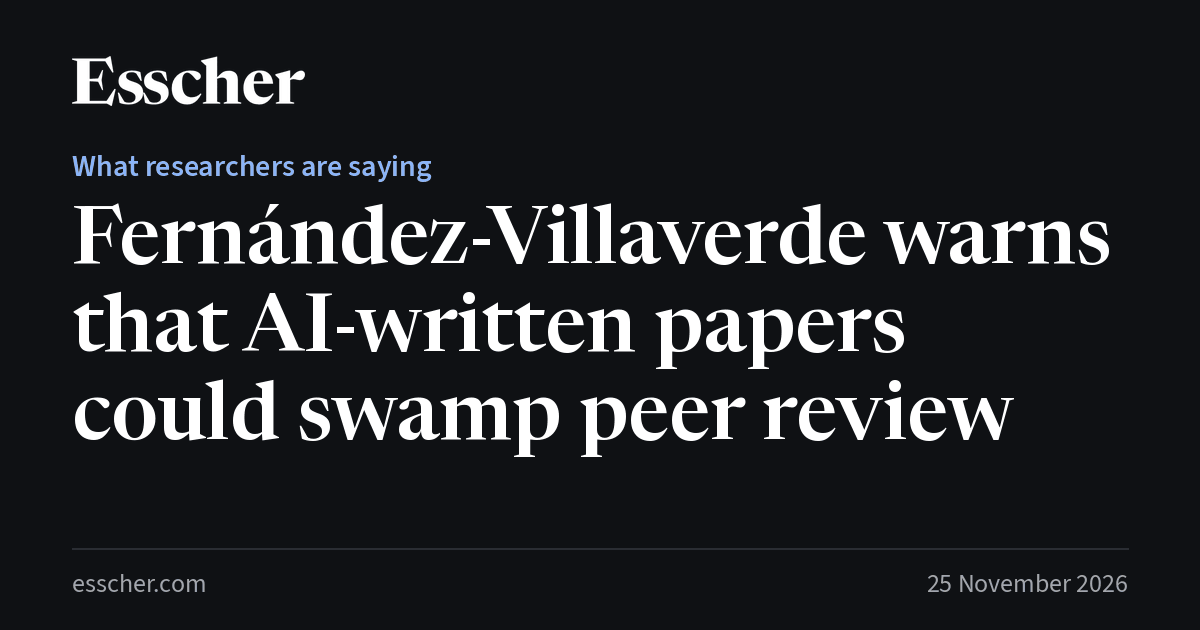 Esscher
What researchers are saying
Fernández-Villaverde warns
that AI-written papers
could swamp peer review
esscher.com
25 November 2026